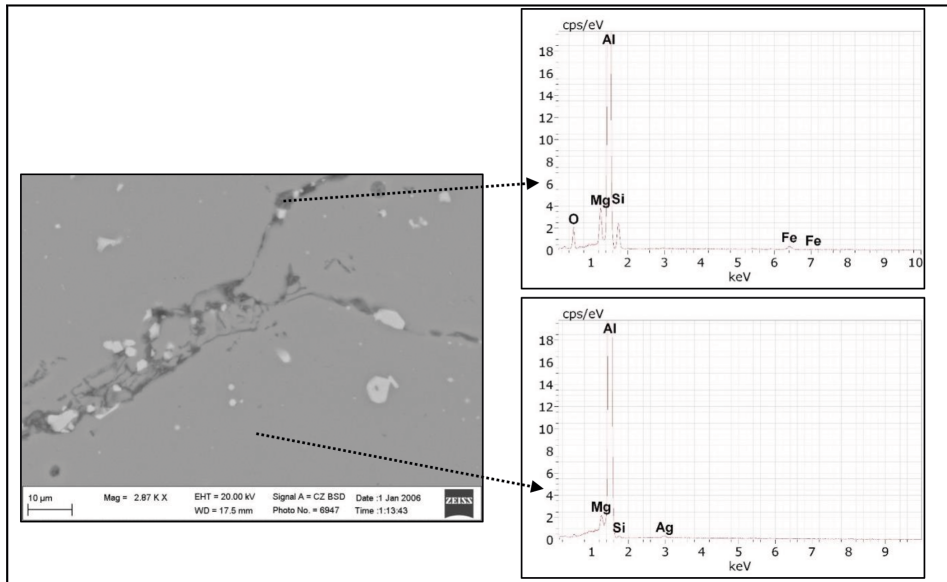 cps/eV
18
16
14
12
10
8
6
4
2
0
Al
Mg
Si
O
Fe
Fe
1 2 3 4 5 6 7 8 9 10
keV
10 µm
Mag = 2.87 K X
EHT = 20.00 kV
WD = 17.5 mm
Signal A = CZ BSD
Photo No. = 6947
Date :1 Jan 2006
Time :1:13:43
ZEISS
cps/eV
18
16
14
12
10
8
6
4
2
0
Al
Mg
Si
Ag
1 2 3 4 5 6 7 8 9
keV